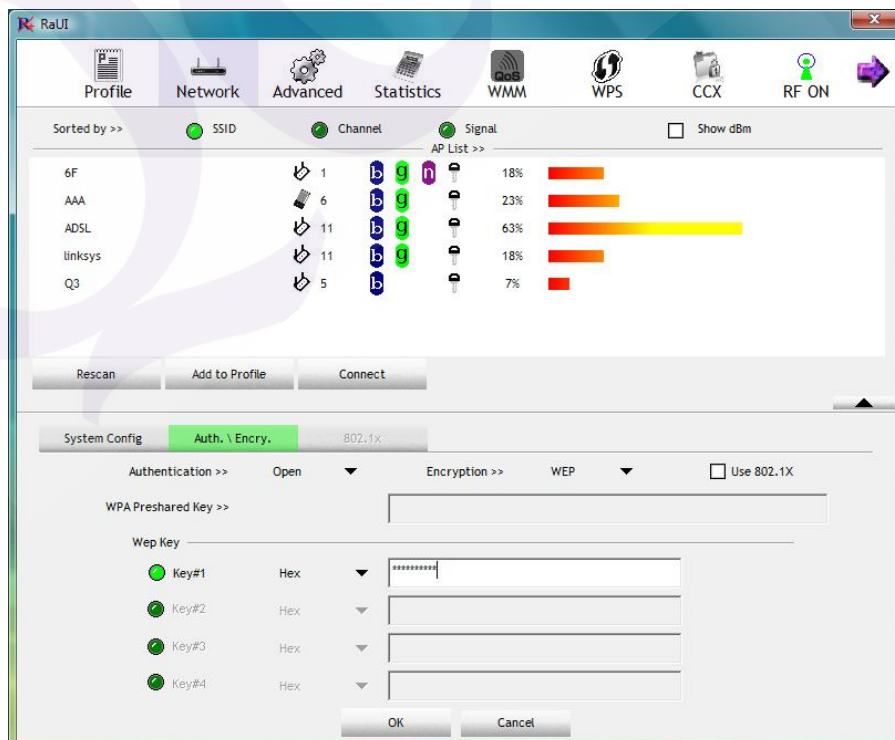 RaUI
Profile Network Advanced Statistics QoS WMM WPS CCX RF ON
Sorted by >> SSID Channel Signal Show dBm
AP List >>
6F 1 b g n 18%
AAA 6 b g 23%
ADSL 11 b g 63%
linksys 11 b g 18%
Q3 5 b 7%
Rescan Add to Profile Connect
System Config Auth. \ Encry. 802.1x
Authentication >> Open Encryption >> WEP Use 802.1X
WPA Preshared Key >>
Wep Key
Key#1 Hex **********
Key#2 Hex
Key#3 Hex
Key#4 Hex
OK Cancel